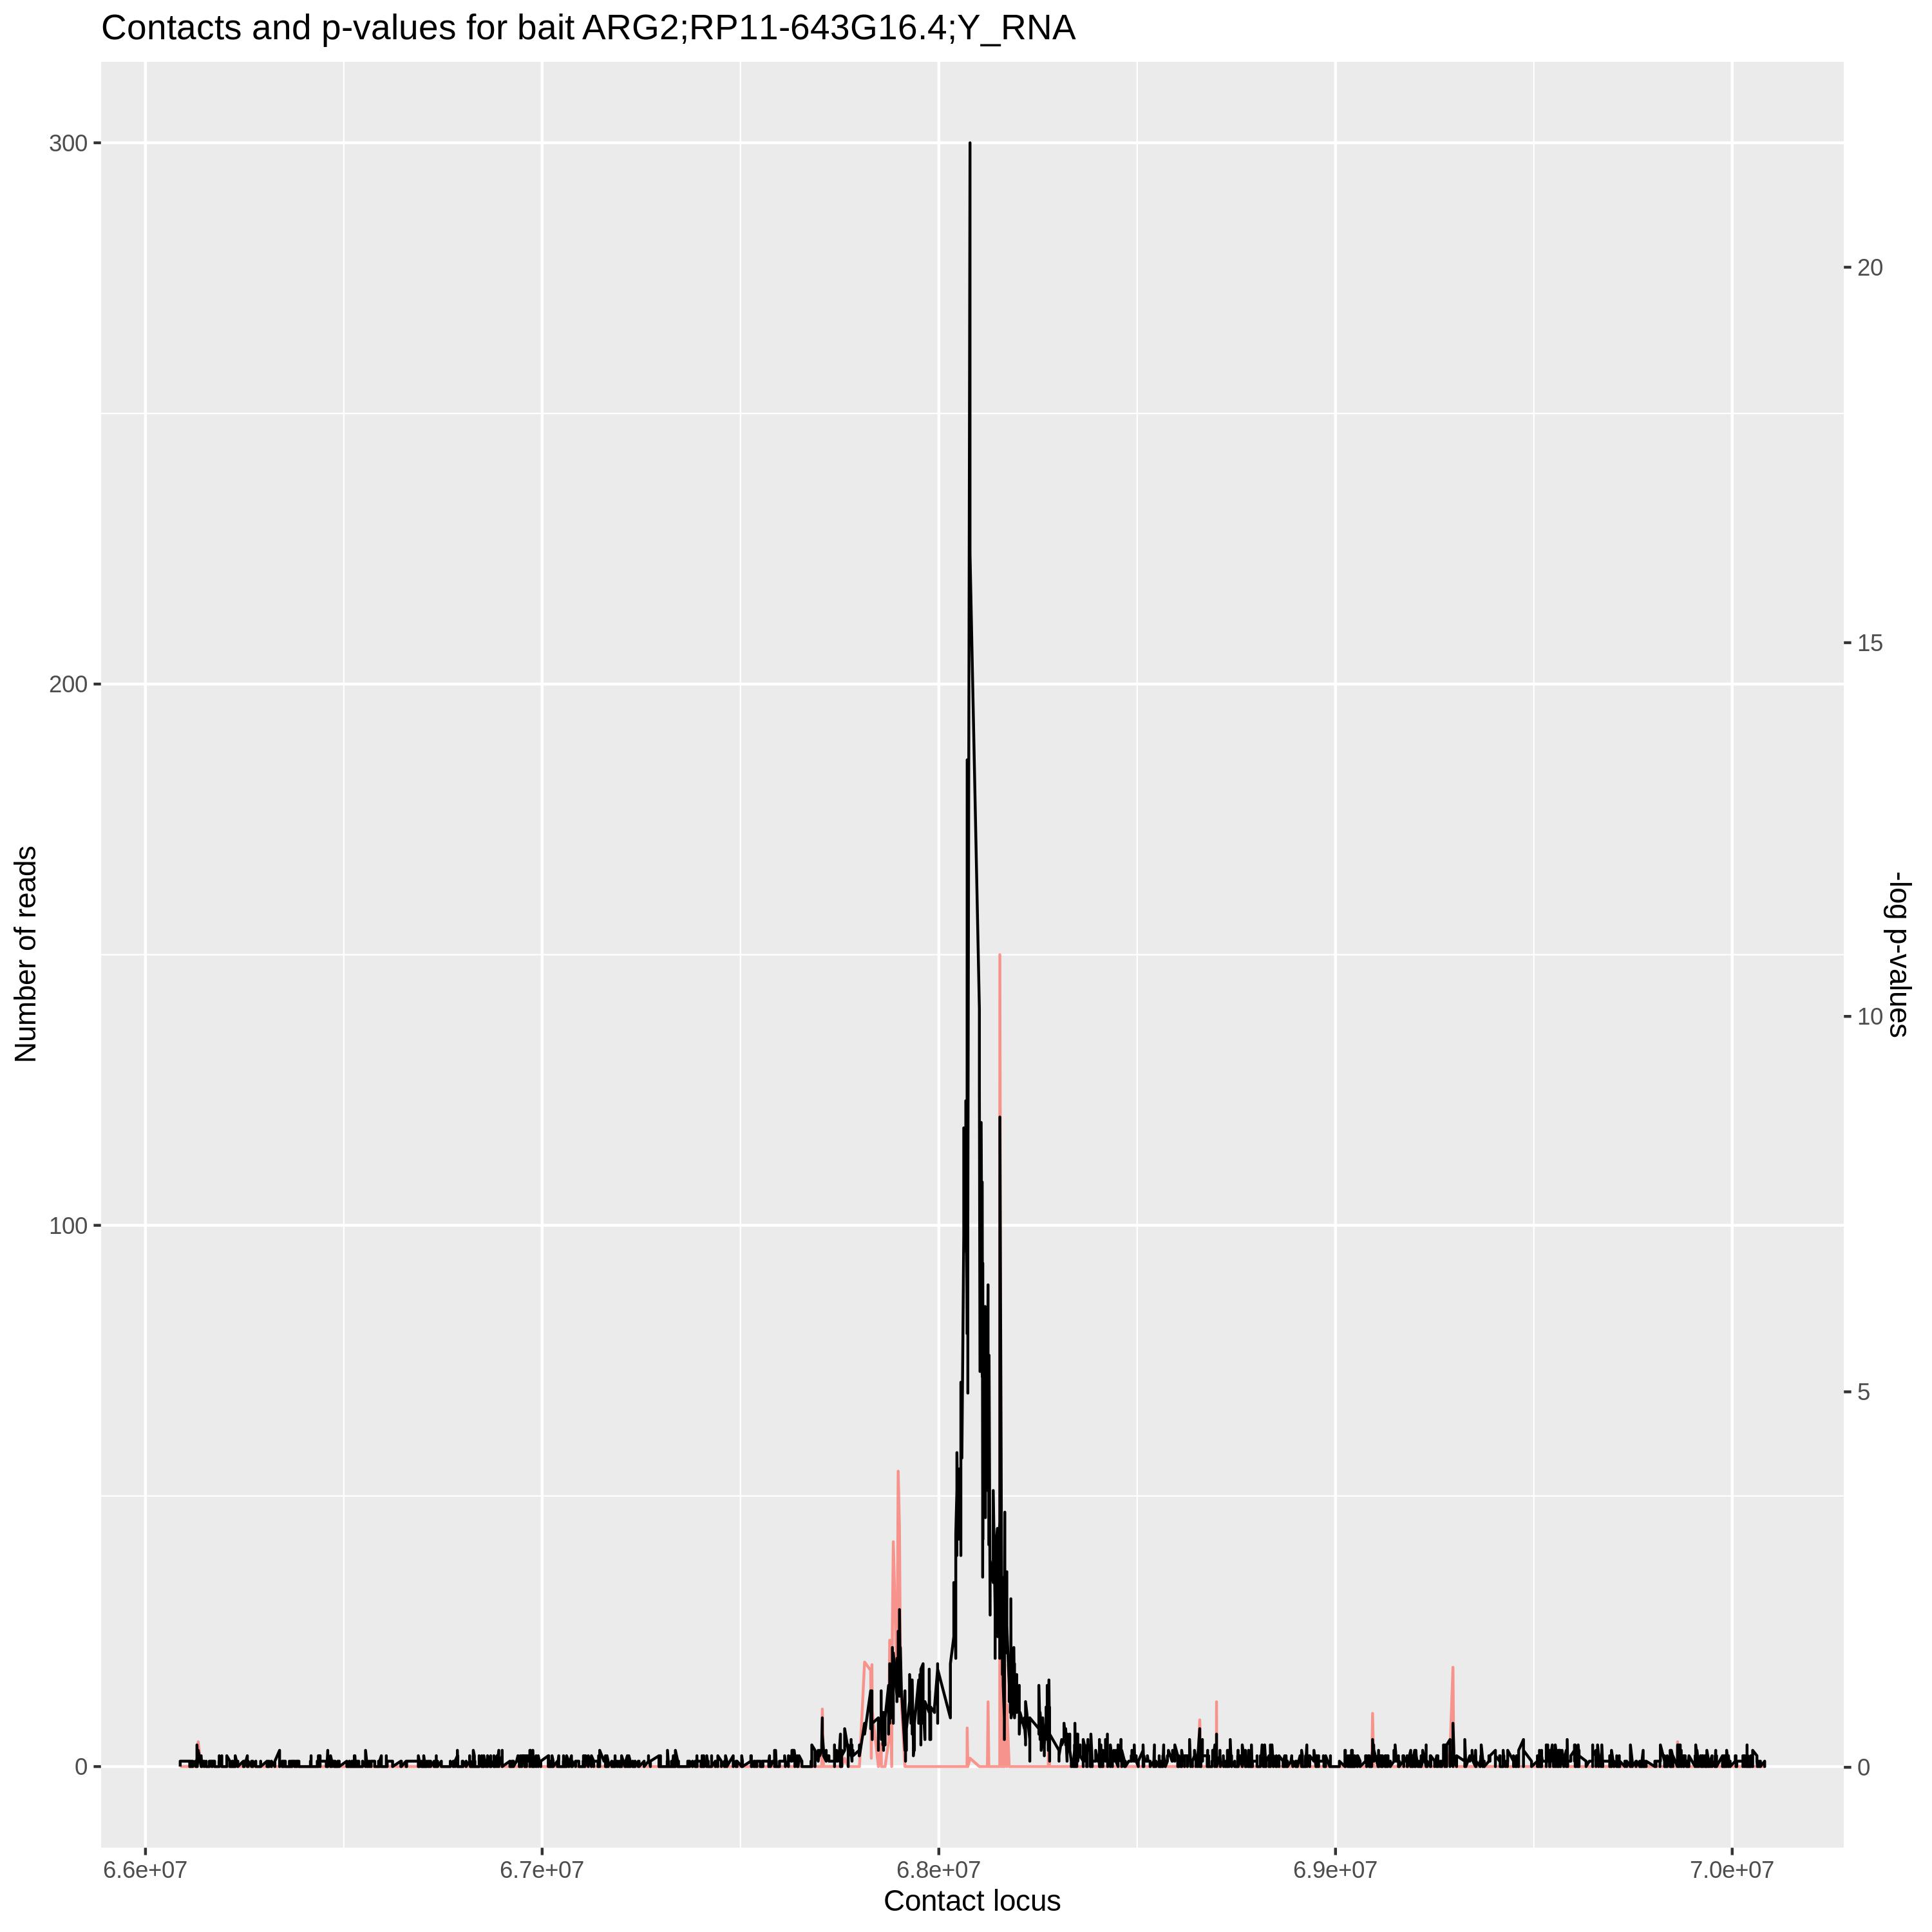 Contacts and p-values for bait ARG2;RP11-643G16.4;Y_RNA
300
200
100
0
Number of reads
20
15
10
5
0
-log p-values
6.6e+07
6.7e+07
6.8e+07
6.9e+07
7.0e+07
Contact locus